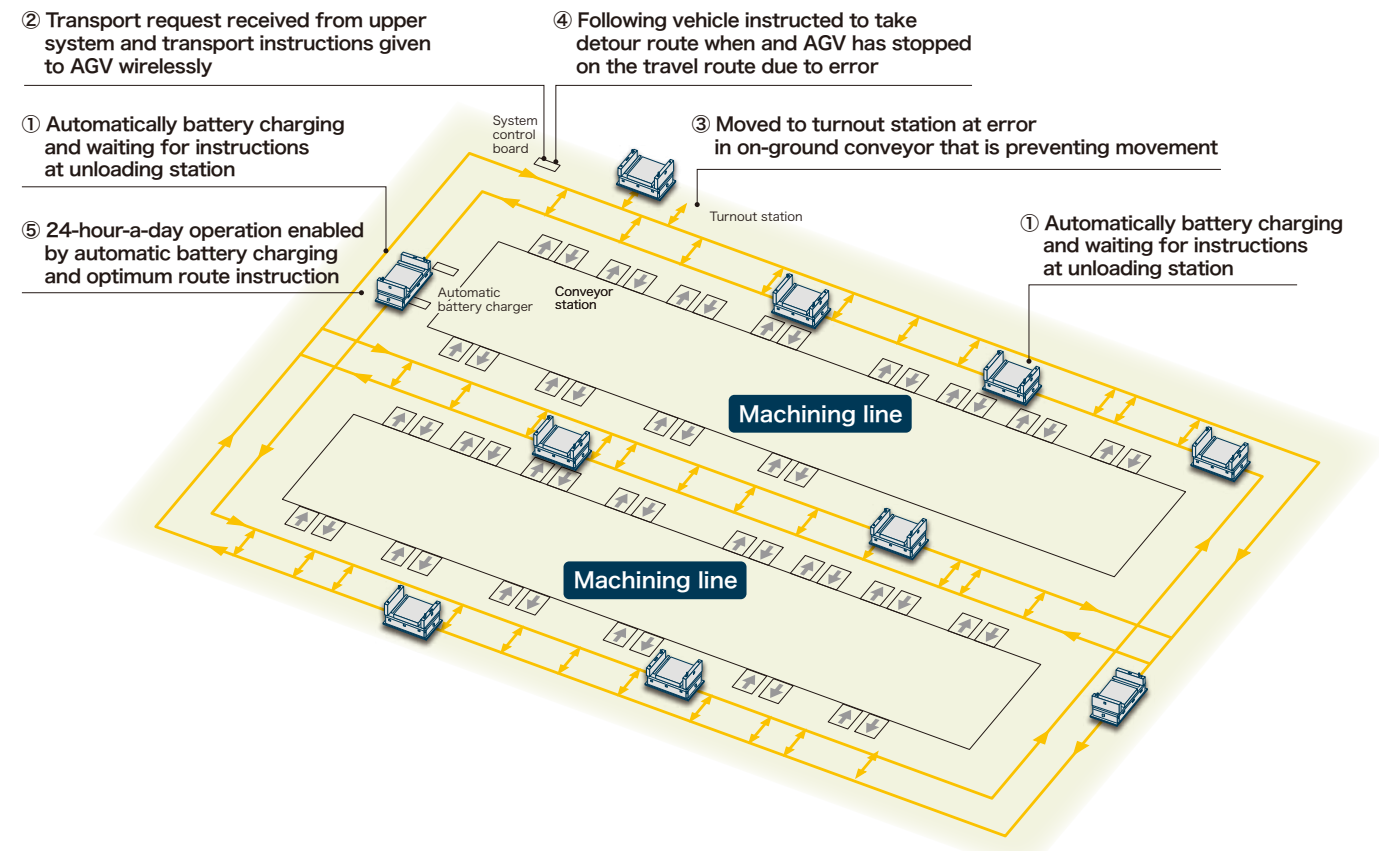 ② Transport request received from upper
system and transport instructions given
to AGV wirelessly
④ Following vehicle instructed to take
detour route when and AGV has stopped
on the travel route due to error
① Automatically battery charging
and waiting for instructions
at unloading station
System
control
board
③ Moved to turnout station at error
in on-ground conveyor that is preventing movement
Turnout station
① Automatically battery charging
and waiting for instructions
at unloading station
⑤ 24-hour-a-day operation enabled
by automatic battery charging
and optimum route instruction
Automatic
battery charger
Conveyor
station
Machining line
Machining line